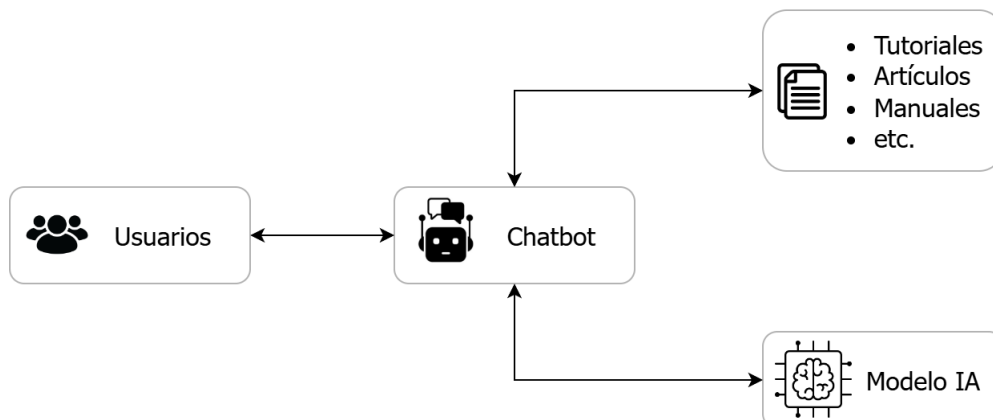 • Tutoriales
• Artículos
• Manuales
• etc.
Usuarios
Chatbot
Modelo IA